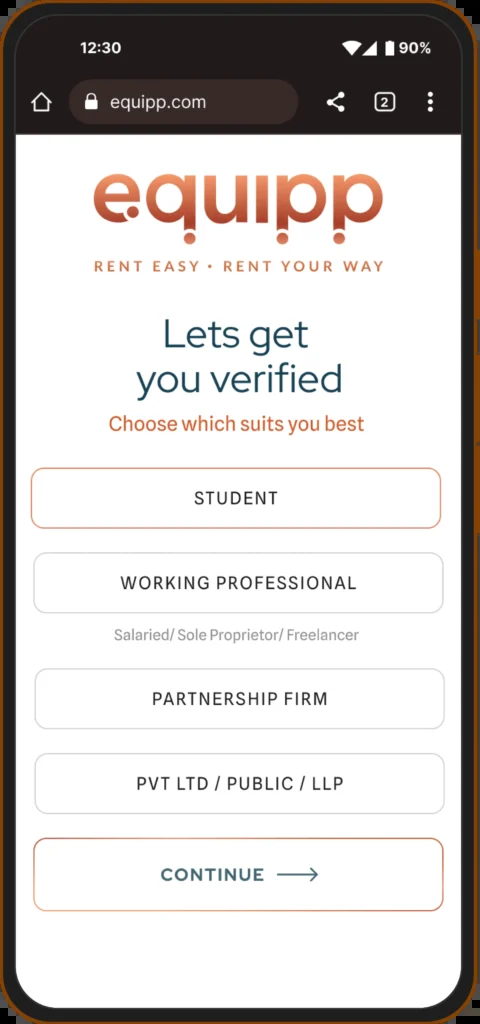 12:30 90%
equipp.com 2
equipp
RENT EASY • RENT YOUR WAY
Lets get
you verified
Choose which suits you best
STUDENT
WORKING PROFESSIONAL
Salaried/ Sole Proprietor/ Freelancer
PARTNERSHIP FIRM
PVT LTD / PUBLIC / LLP
CONTINUE